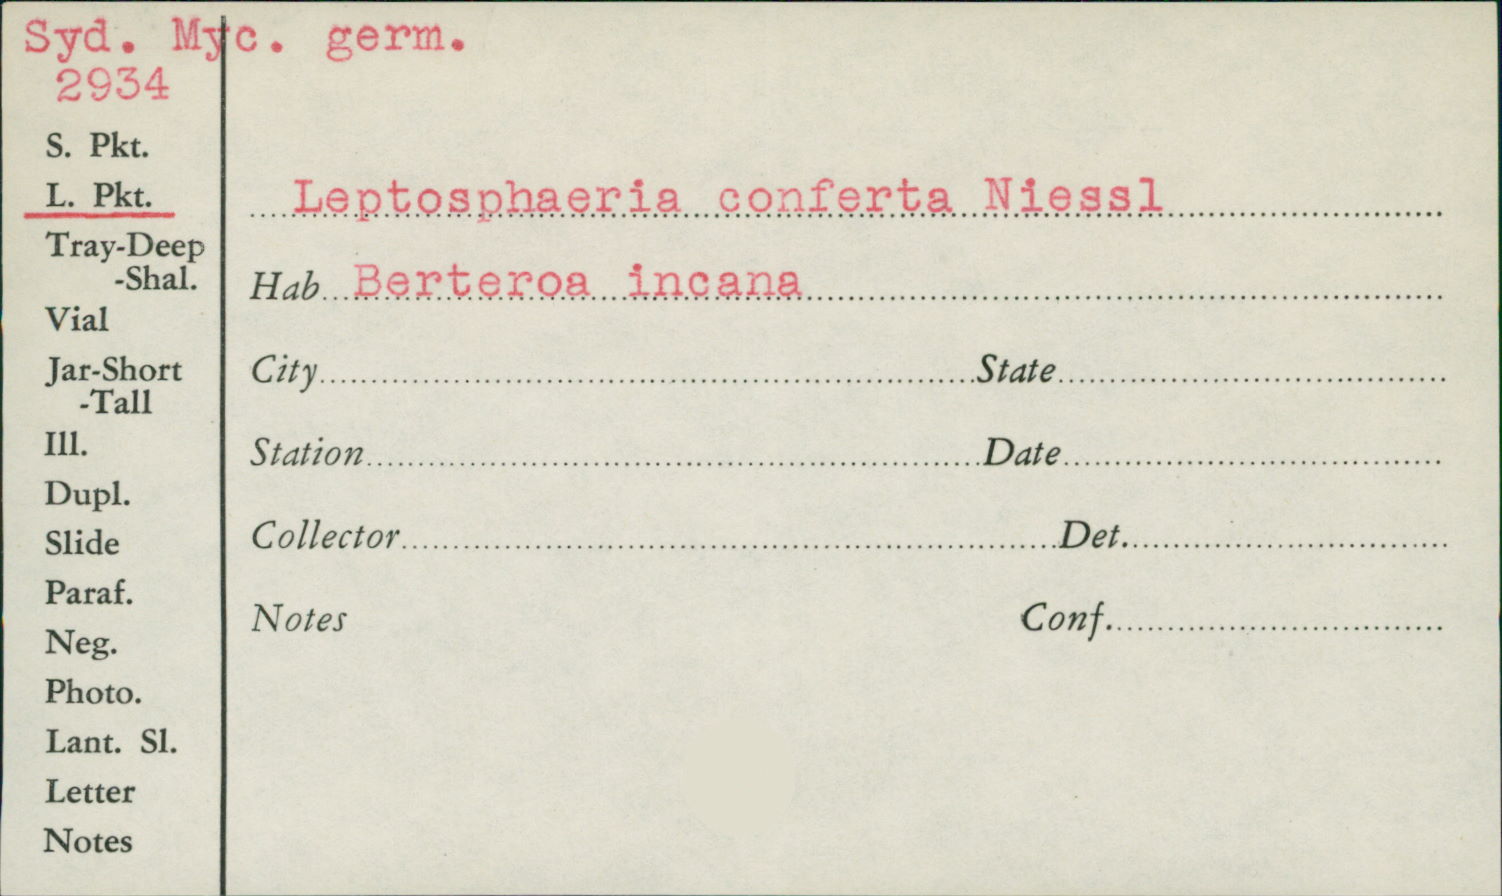 Syd. Myc. germ.
2934
S. Pkt.
L. Pkt.
Tray-Deep
-Shal.
Vial
Jar-Short
-Tall
Ill.
Dupl.
Slide
Paraf.
Neg.
Photo.
Lant. Sl.
Letter
Notes
Leptosphaeria conferta Niessl
Hab Berteroa incana
City State
Station Date
Collector Det.
Notes Conf.